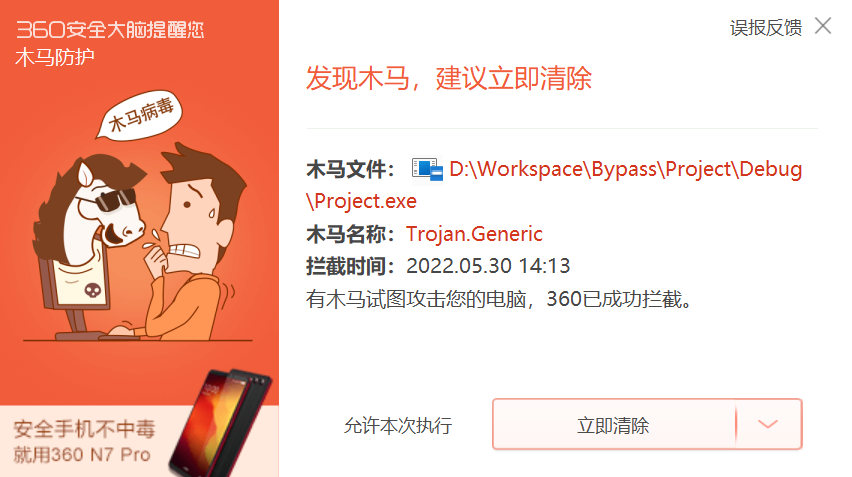 360安全大脑提醒您
木马防护
误报反馈
木马病毒
发现木马，建议立即清除
木马文件： D:\Workspace\Bypass\Project\Debug
\Project.exe
木马名称：Trojan.Generic
拦截时间：2022.05.30 14:13
有木马试图攻击您的电脑，360已成功拦截。
安全手机不中毒
就用360 N7 Pro
允许本次执行
立即清除